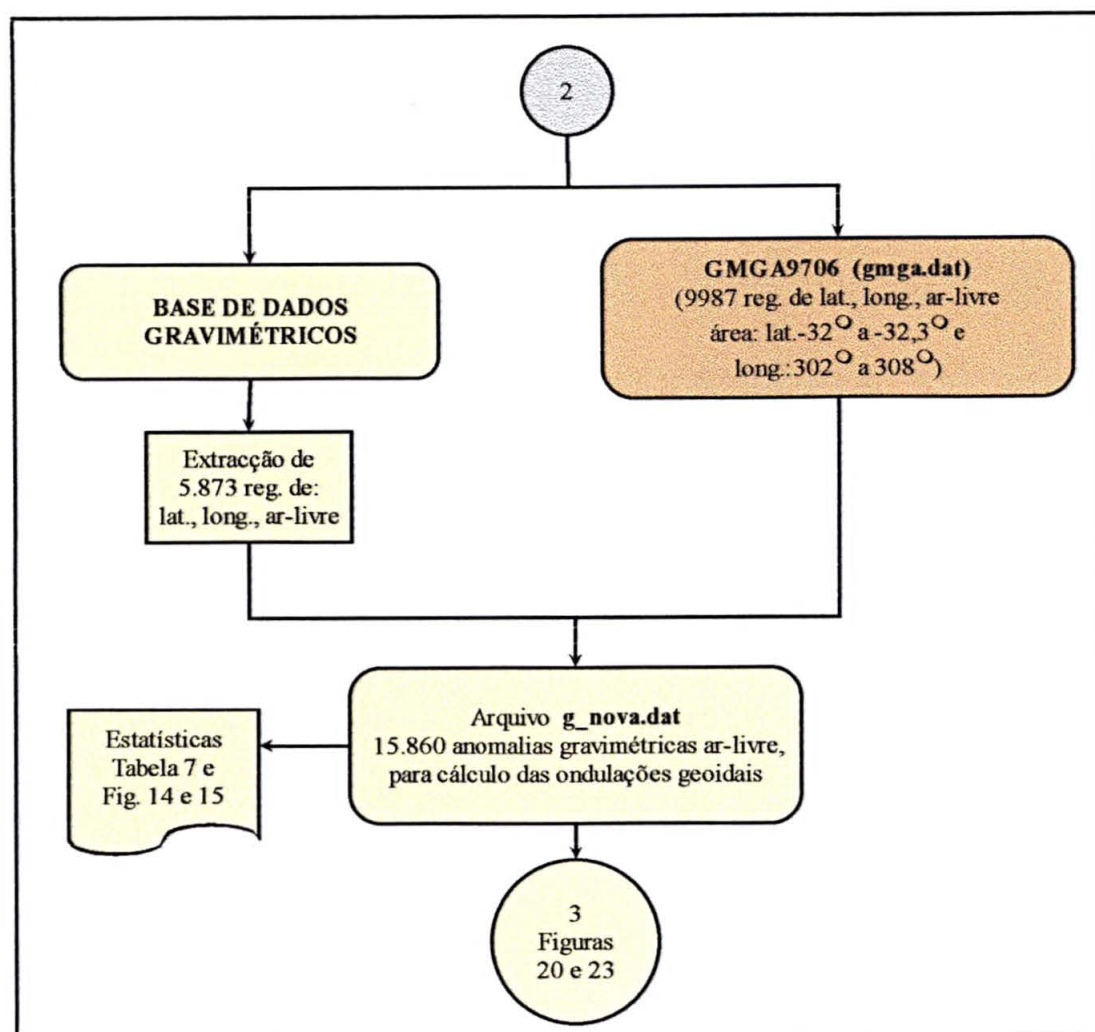 2
BASE DE DADOS
GRAVIMÉTRICOS
GMGA9706 (gmga.dat)
(9987 reg. de lat., long., ar-livre
área: lat.-32° a -32,3° e
long.:302° a 308°)
Extracção de
5.873 reg. de:
lat., long., ar-livre
Arquivo g_nova.dat
15.860 anomalias gravimétricas ar-livre,
para cálculo das ondulações geoidais
Estatísticas
Tabela 7 e
Fig. 14 e 15
3
Figuras
20 e 23